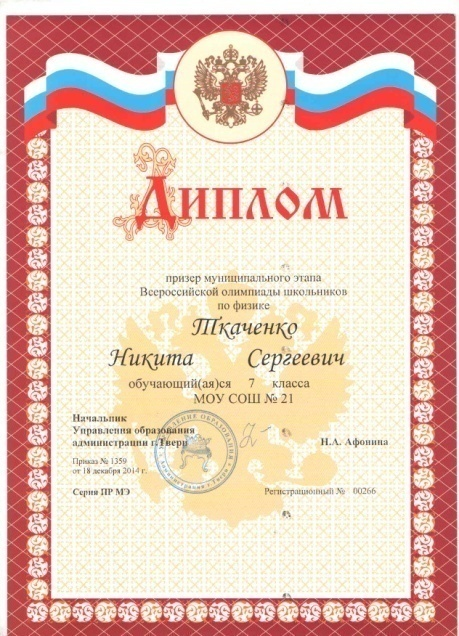 Диплом
призер муниципального этапа
Всероссийской олимпиады школьников
по физике
Ткаченко
Никита Сергеевич
обучающий(ая)ся 7 класса
МОУ СОШ № 21
Начальник
Управления образования
администрации г.Твери
Н.А. Афонина
Приказ № 1359
от 18 декабря 2014 г.
Серия ПР МЭ
Регистрационный № 00266